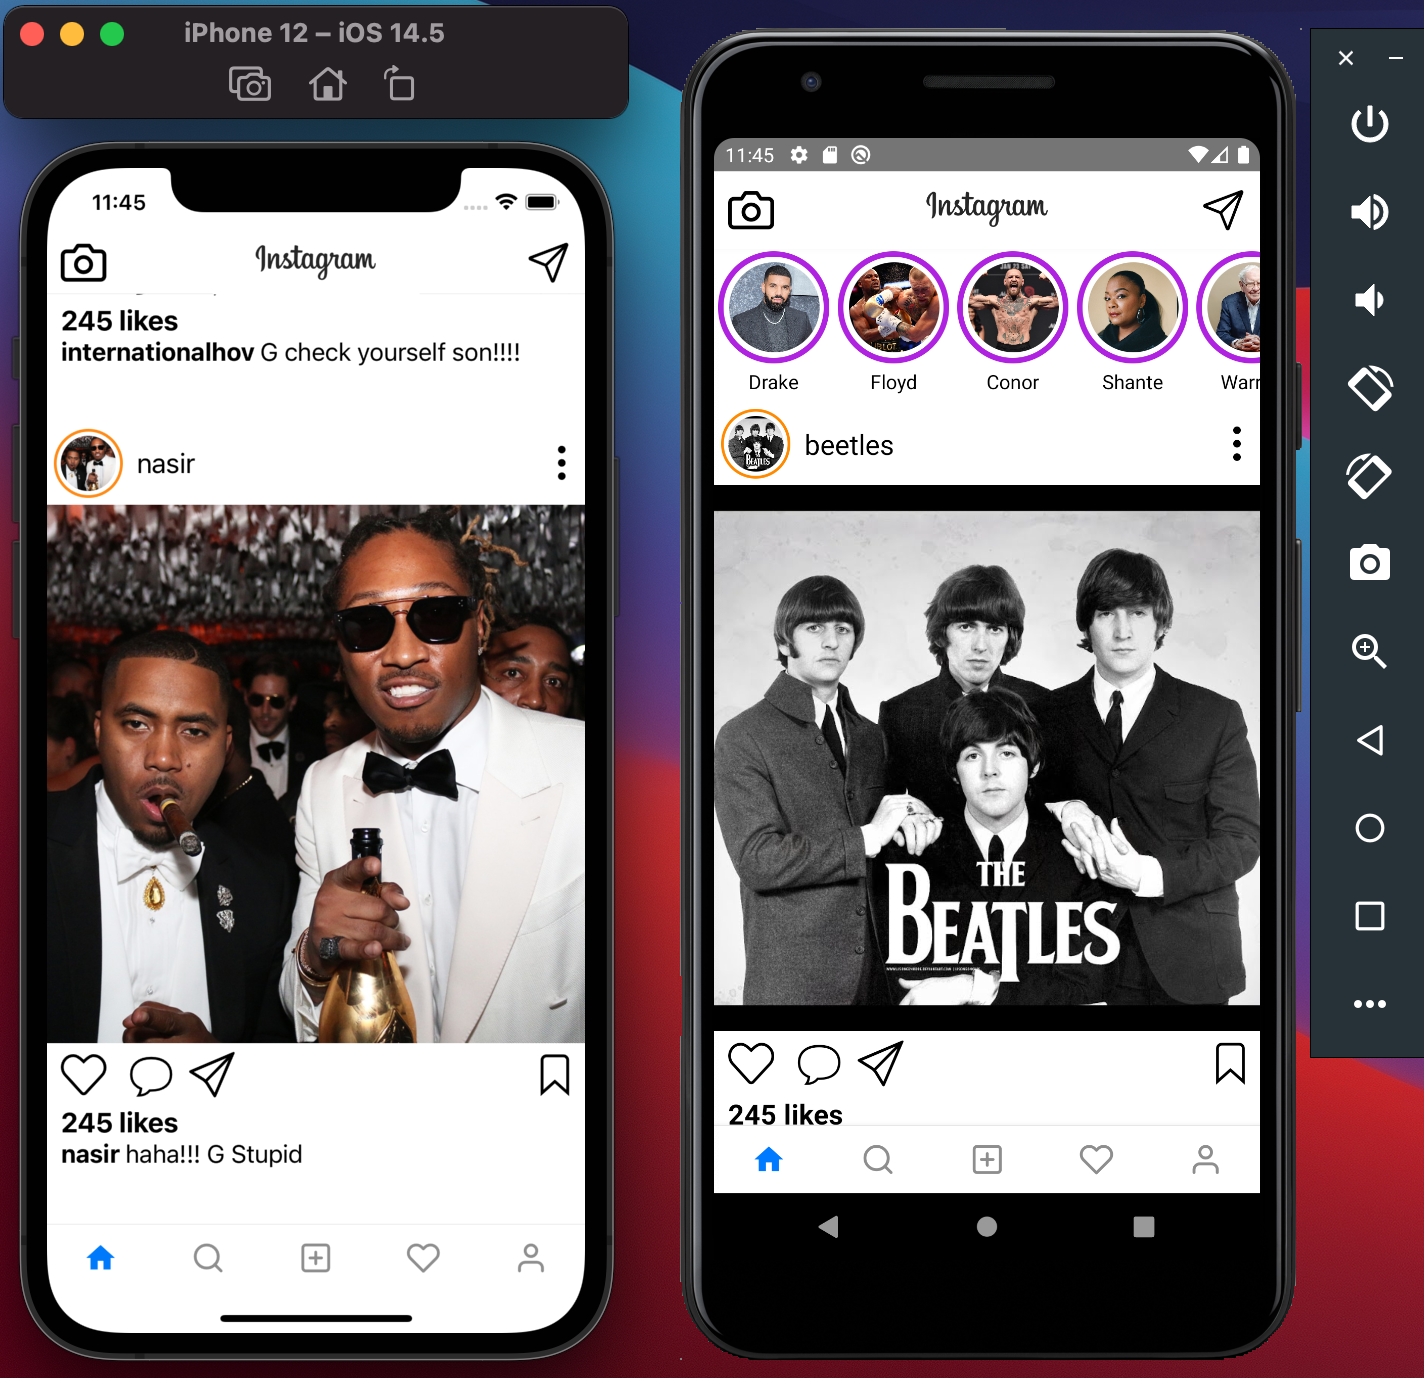 iPhone 12 – iOS 14.5
11:45
Instagram
245 likes
internationalhov G check yourself son!!!!
nasir
245 likes
nasir haha!!! G Stupid
11:45
Instagram
Drake
Floyd
Conor
Shante
Warr
beetles
BEATLES
THE
BEATLES
245 likes